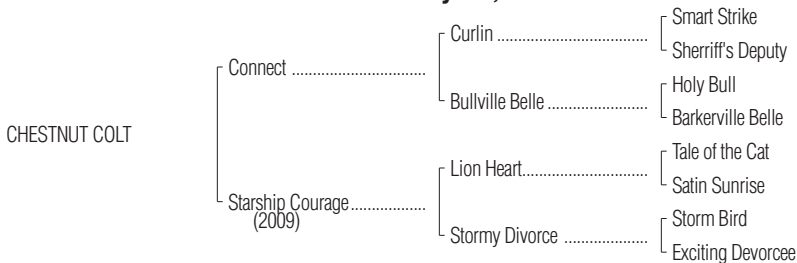 Smart Strike
Curlin ....................................
Sherriff's Deputy
Connect ................................
Holy Bull
Bullville Belle ........................
Barkerville Belle
CHESTNUT COLT
Tale of the Cat
Lion Heart..............................
Satin Sunrise
Starship Courage..................
(2009)
Storm Bird
Stormy Divorce ....................
Exciting Devorcee